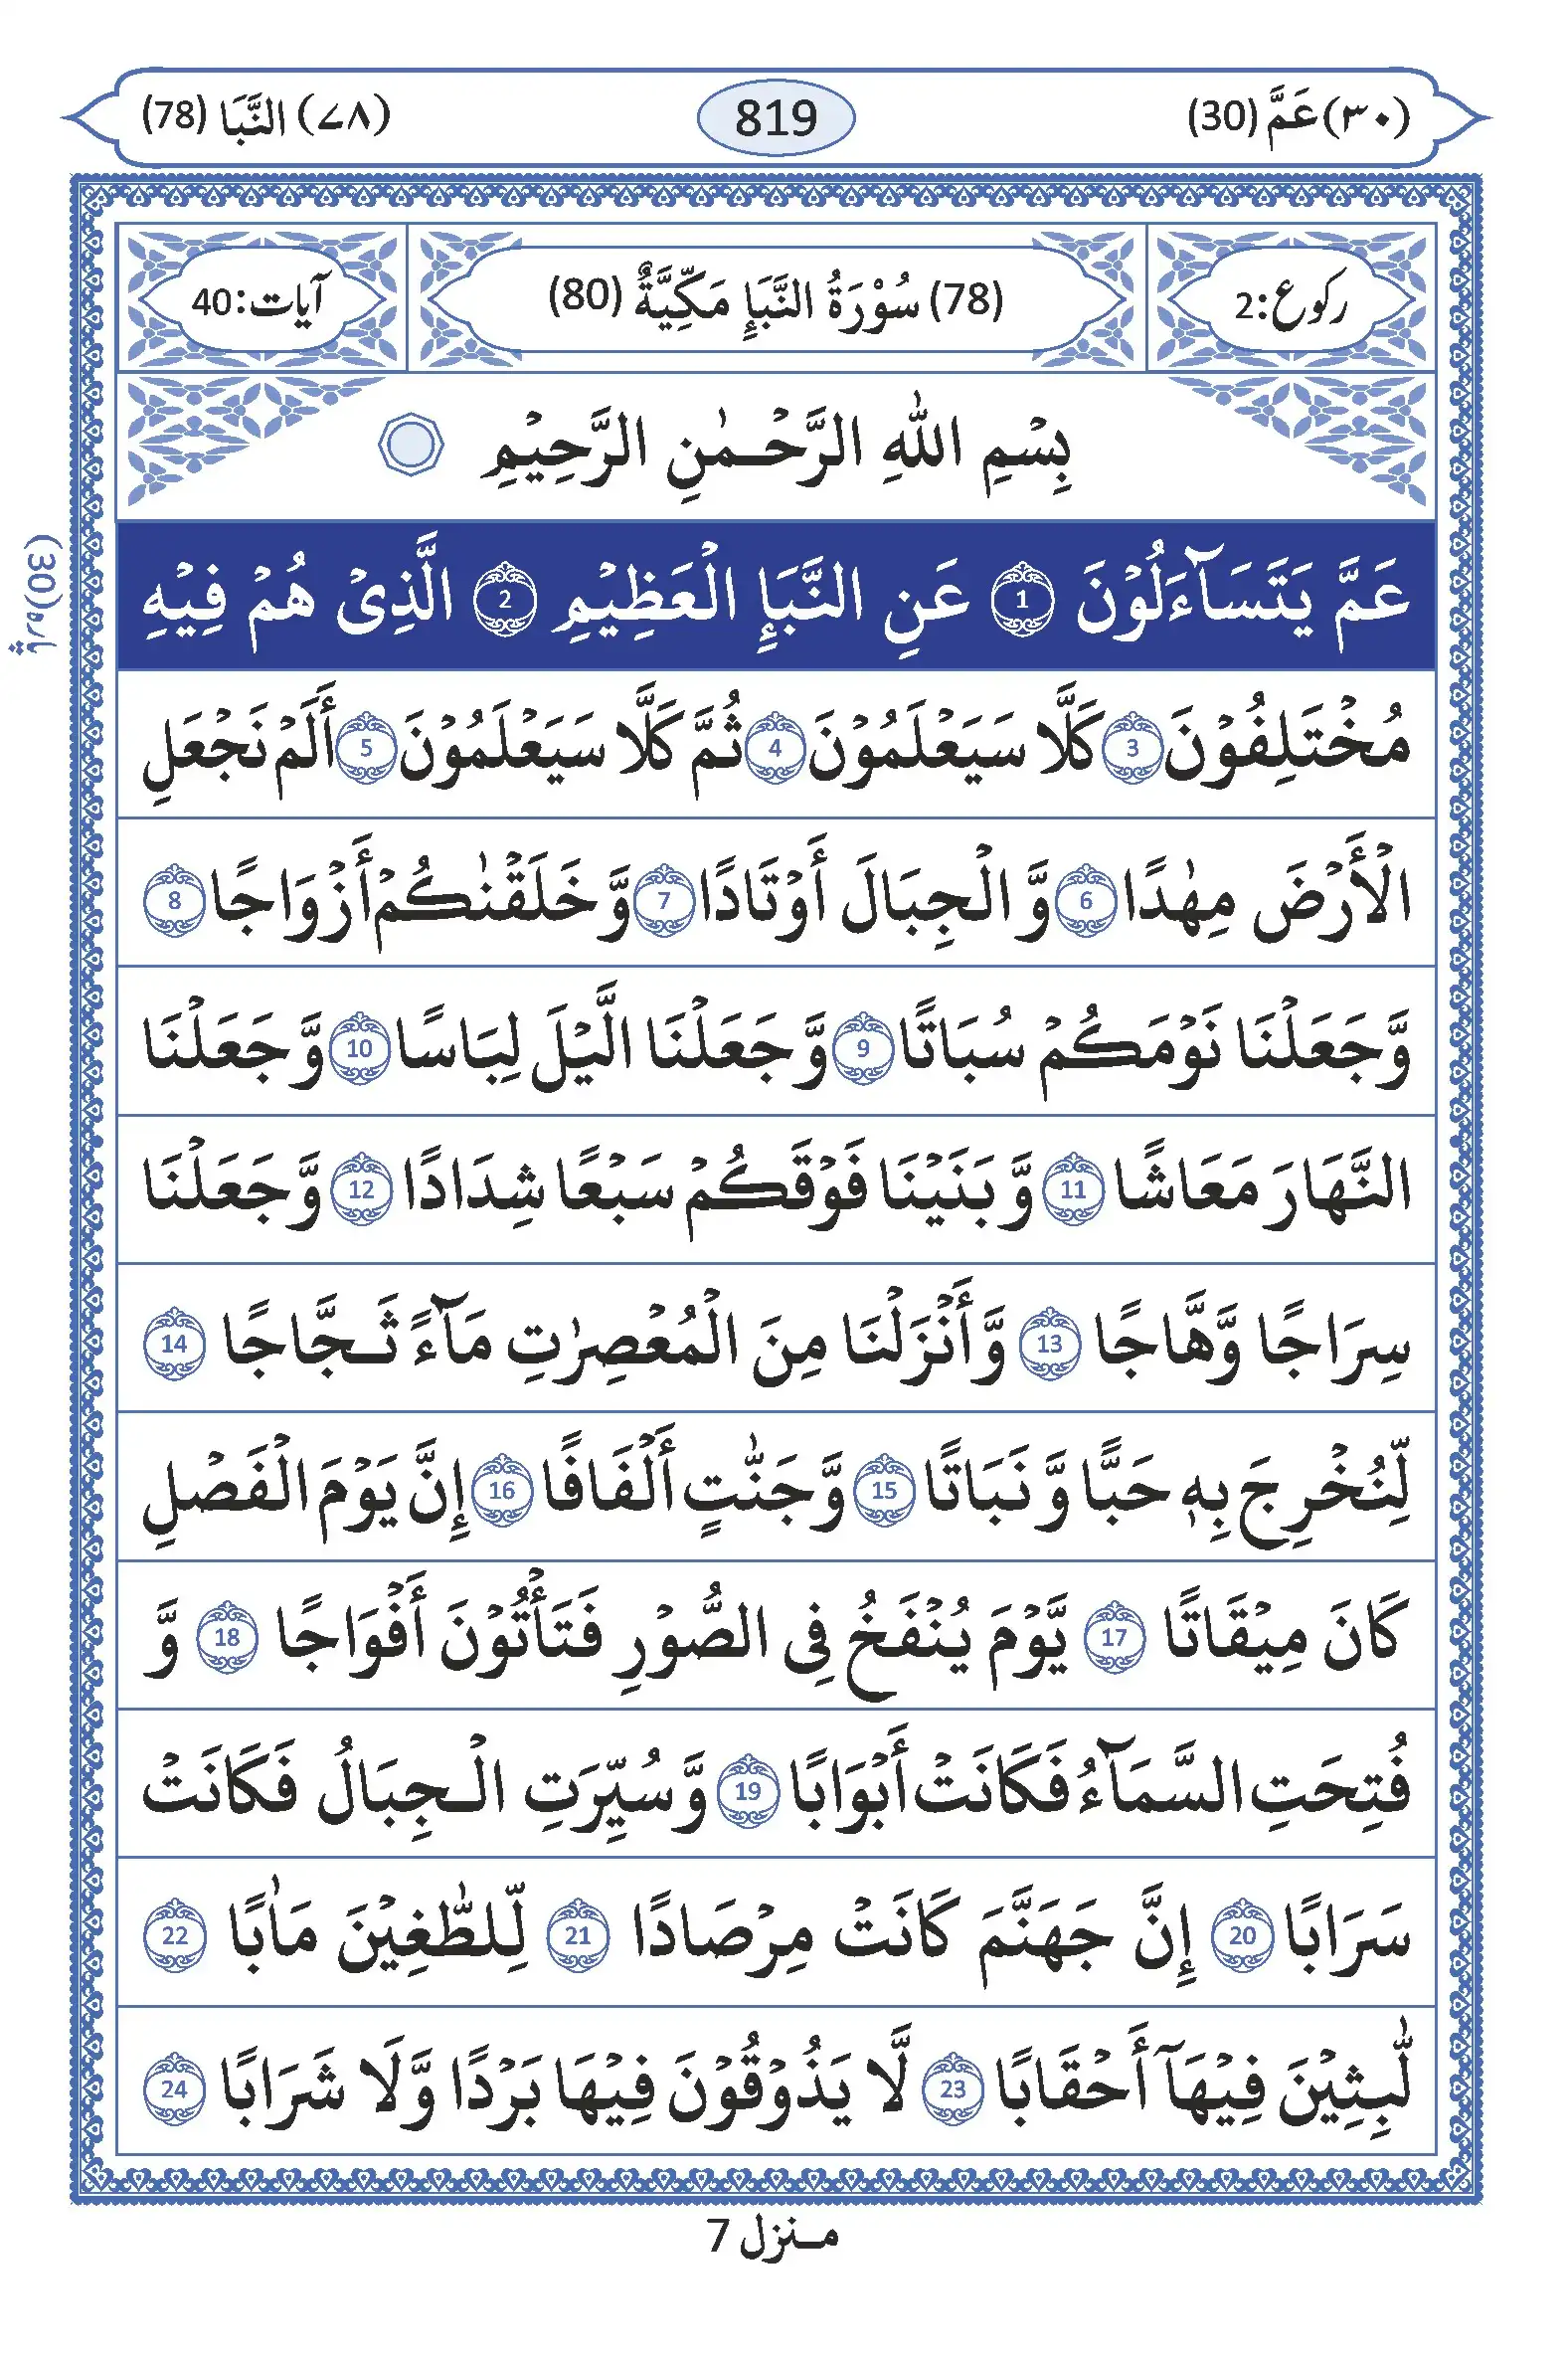 (٣٠) عَمَّ (30) 819 (٧٨) النَّبَا (78)
رکوع:2 (78) سُوْرَةُ النَّبَإِ مَكِّيَّةٌ (80) آیات:40
بِسْمِ اللّٰهِ الرَّحْمٰنِ الرَّحِيْمِ
عَمَّ يَتَسَآءَلُوْنَ 1 عَنِ النَّبَإِ الْعَظِيْمِ 2 الَّذِیْ هُمْ فِيْهِ
مُخْتَلِفُوْنَ 3 كَلَّا سَيَعْلَمُوْنَ 4 ثُمَّ كَلَّا سَيَعْلَمُوْنَ 5 أَلَمْ نَجْعَلِ
الْأَرْضَ مِهٰدًا 6 وَّ الْجِبَالَ أَوْتَادًا 7 وَّ خَلَقْنٰكُمْ أَزْوَاجًا 8
وَّ جَعَلْنَا نَوْمَكُمْ سُبَاتًا 9 وَّ جَعَلْنَا الَّيْلَ لِبَاسًا 10 وَّ جَعَلْنَا
النَّهَارَ مَعَاشًا 11 وَّ بَنَيْنَا فَوْقَكُمْ سَبْعًا شِدَادًا 12 وَّ جَعَلْنَا
سِرَاجًا وَّهَّاجًا 13 وَّ أَنْزَلْنَا مِنَ الْمُعْصِرٰتِ مَآءً ثَجَّاجًا 14
لِّنُخْرِجَ بِهٖ حَبًّا وَّ نَبَاتًا 15 وَّ جَنّٰتٍ أَلْفَافًا 16 إِنَّ يَوْمَ الْفَصْلِ
كَانَ مِيْقَاتًا 17 يَّوْمَ يُنْفَخُ فِی الصُّوْرِ فَتَأْتُوْنَ أَفْوَاجًا 18 وَّ
فُتِحَتِ السَّمَآءُ فَكَانَتْ أَبْوَابًا 19 وَّ سُيِّرَتِ الْجِبَالُ فَكَانَتْ
سَرَابًا 20 إِنَّ جَهَنَّمَ كَانَتْ مِرْصَادًا 21 لِّلطّٰغِيْنَ مَاٰبًا 22
لّٰبِثِيْنَ فِيْهَآ أَحْقَابًا 23 لَّا يَذُوْقُوْنَ فِيْهَا بَرْدًا وَّلَا شَرَابًا 24
پارہ(30)
مــنزل 7